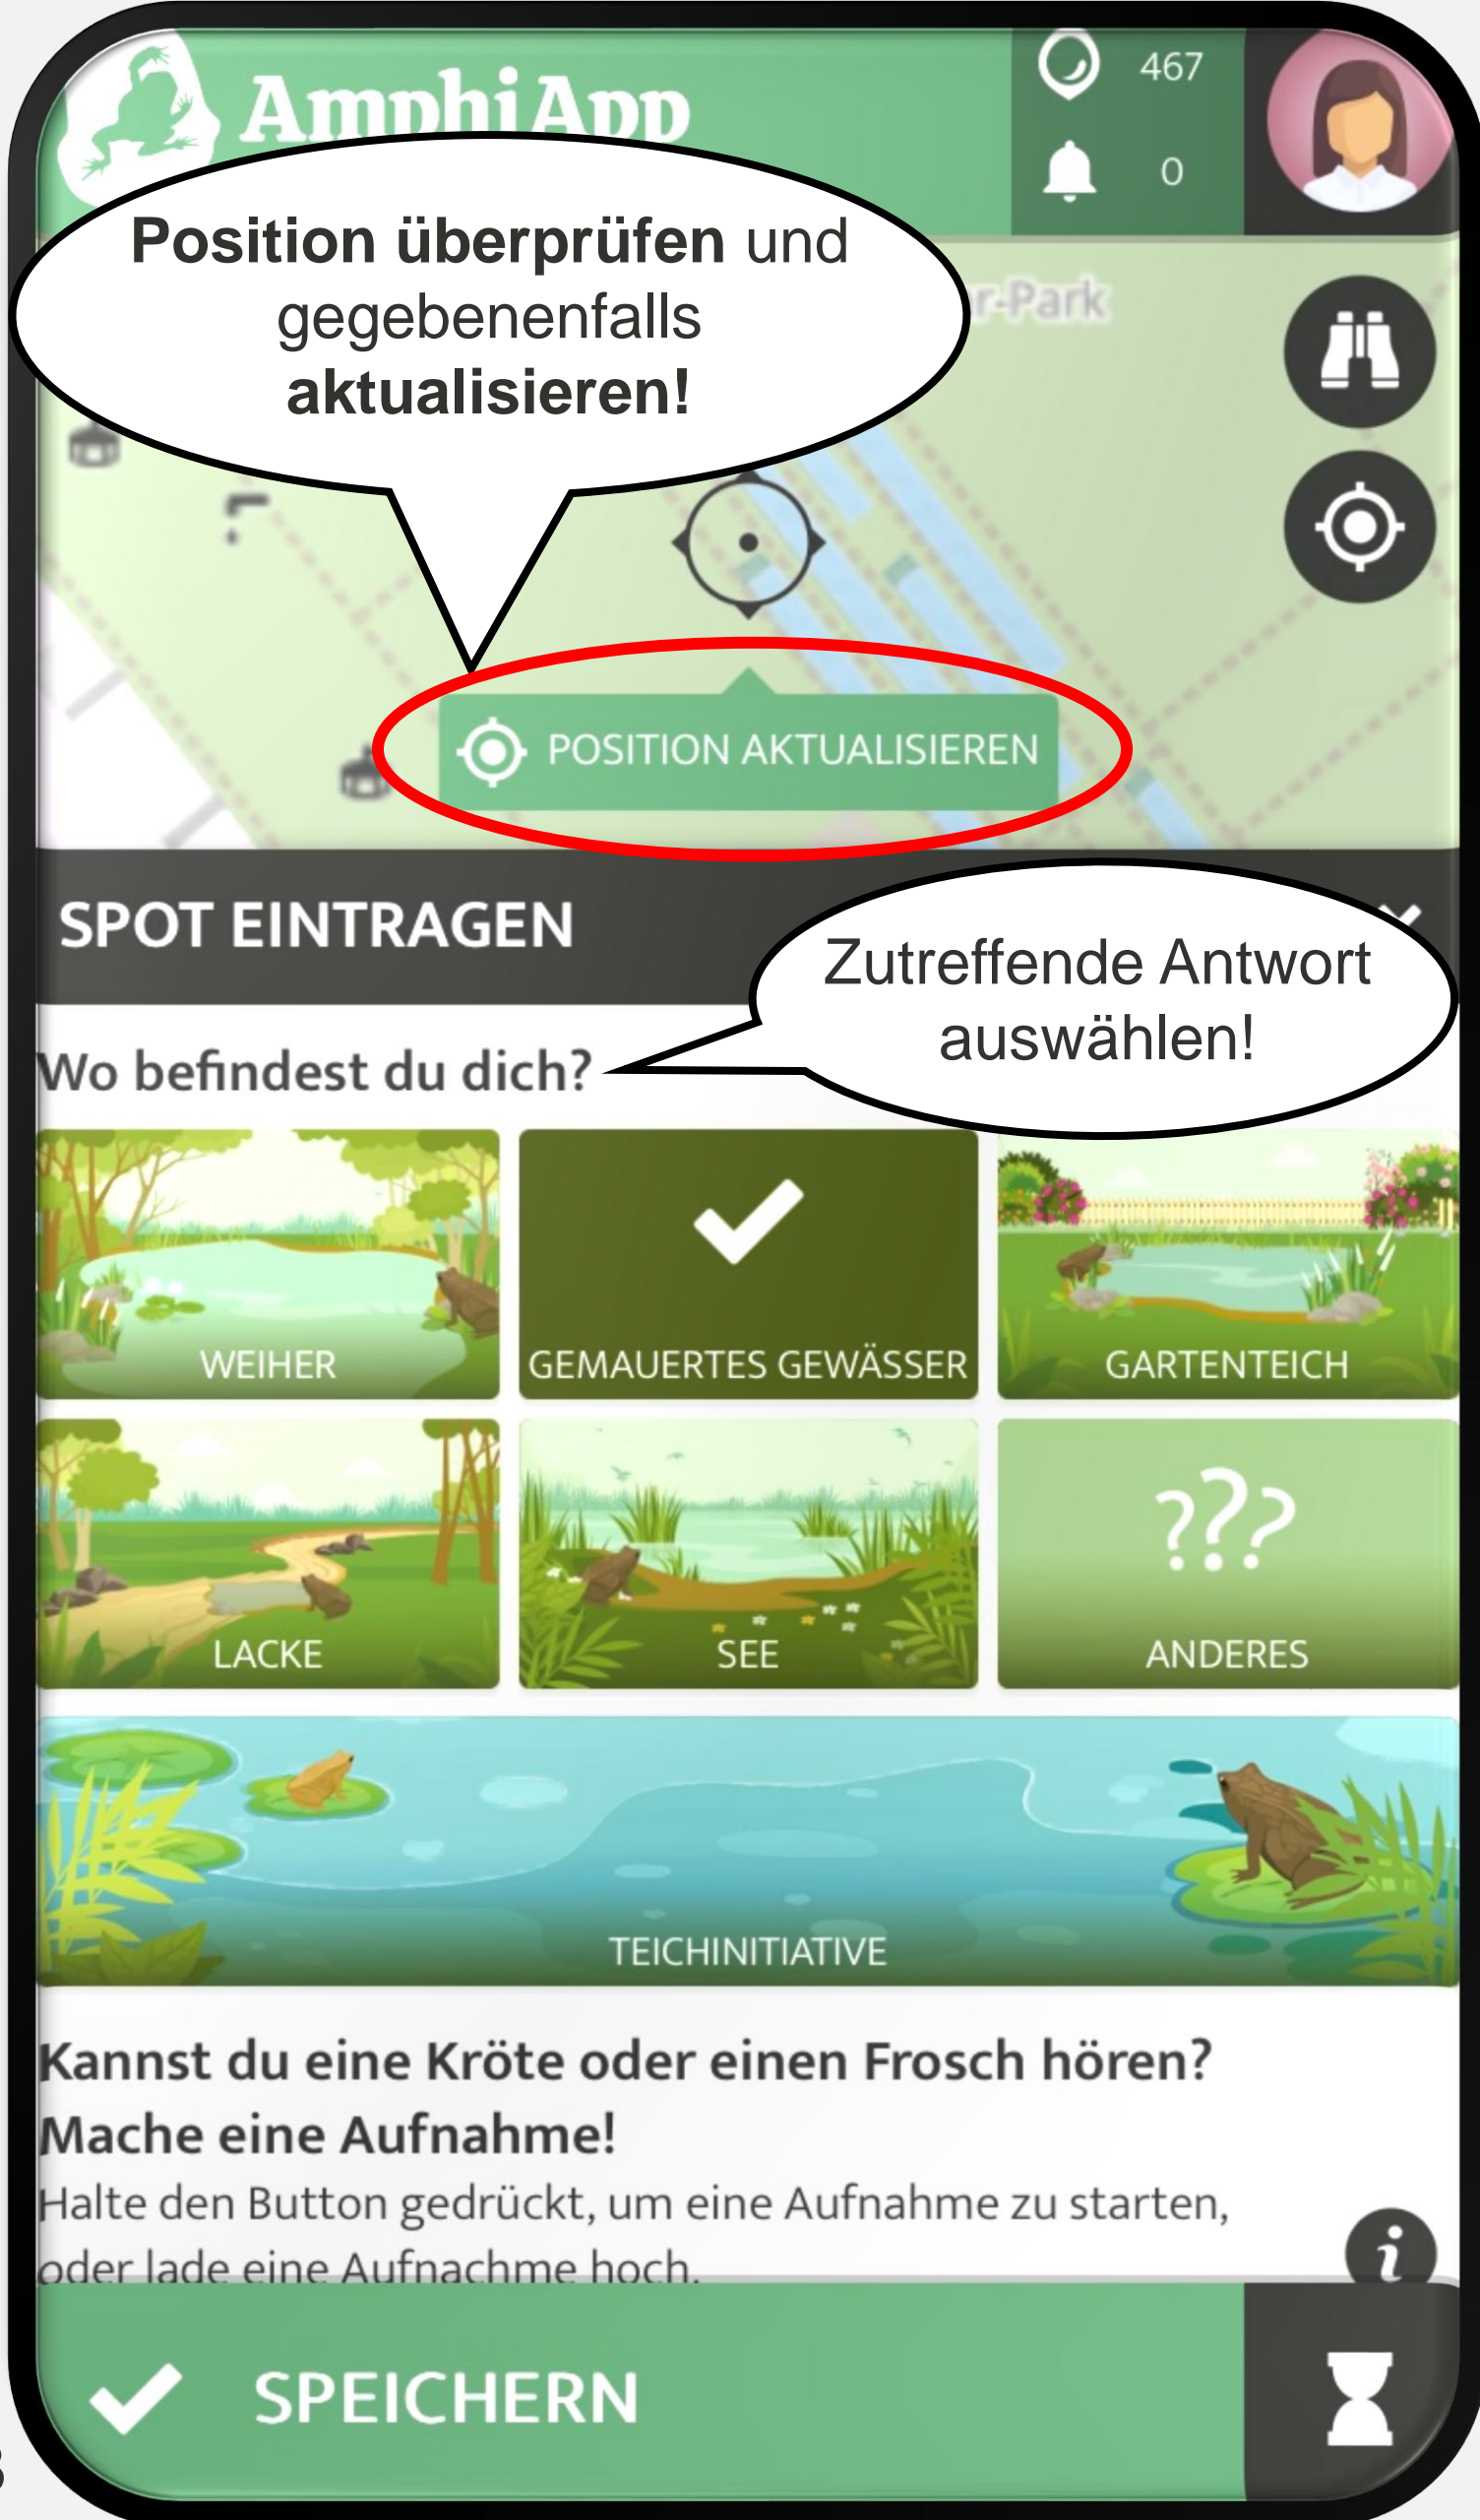 AmphiApp
467
0
Position überprüfen und
gegebenenfalls
aktualisieren!
r-Park
POSITION AKTUALISIEREN
SPOT EINTRAGEN
Zutreffende Antwort
auswählen!
Wo befindest du dich?
WEIHER
GEMAUERTES GEWÄSSER
GARTENTEICH
LACKE
SEE
???
ANDERES
TEICHINITIATIVE
Kannst du eine Kröte oder einen Frosch hören?
Mache eine Aufnahme!
Halte den Button gedrückt, um eine Aufnahme zu starten,
oder lade eine Aufnachme hoch.
i
SPEICHERN